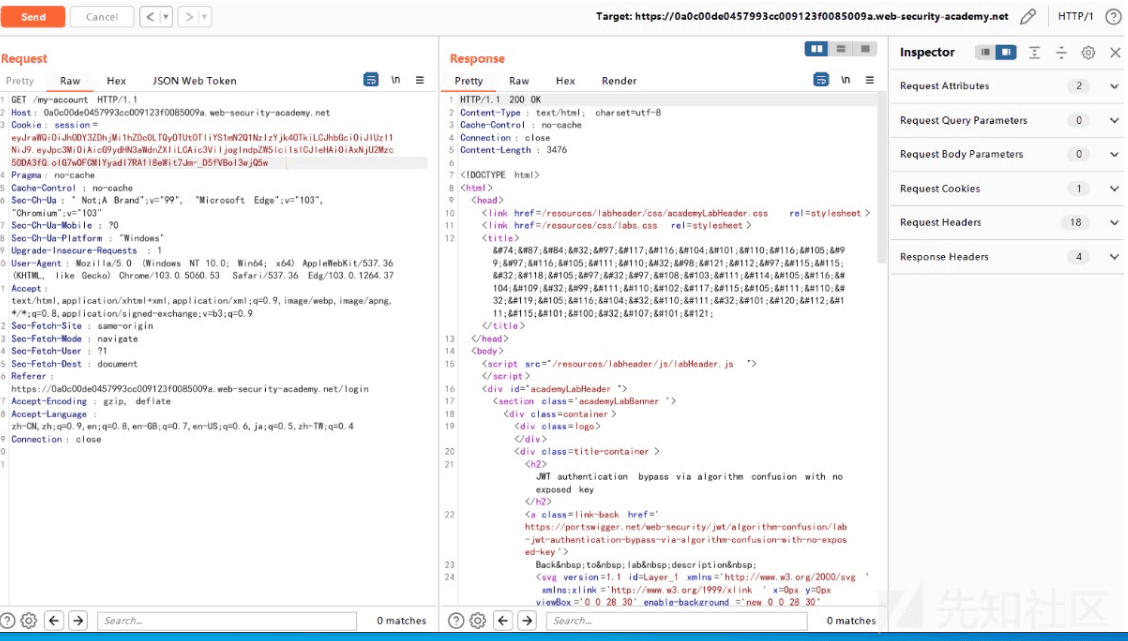 Send
Cancel
Target: https://0a0c00de0457993cc009123f0085009a.web-security-academy.net
HTTP/1
Request
Pretty Raw Hex JSON Web Token
\n
1 GET /my-account HTTP/1.1
2 Host: 0a0c00de0457993cc009123f0085009a.web-security-academy.net
3 Cookie: session=
4 Pragma: no-cache
5 Cache-Control: no-cache
6 Sec-Ch-Ua: " Not;A Brand";v="99", "Microsoft Edge";v="103",
"Chromium";v="103"
7 Sec-Ch-Ua-Mobile: ?0
8 Sec-Ch-Ua-Platform: "Windows"
9 Upgrade-Insecure-Requests: 1
0 User-Agent: Mozilla/5.0 (Windows NT 10.0; Win64; x64) AppleWebKit/537.36
(KHTML, like Gecko) Chrome/103.0.5060.53 Safari/537.36 Edg/103.0.1264.37
1 Accept:
text/html,application/xhtml+xml,application/xml;q=0.9,image/webp,image/apng,
*/*;q=0.8,application/signed-exchange;v=b3;q=0.9
2 Sec-Fetch-Site: same-origin
3 Sec-Fetch-Mode: navigate
4 Sec-Fetch-User: ?1
5 Sec-Fetch-Dest: document
6 Referer:
https://0a0c00de0457993cc009123f0085009a.web-security-academy.net/login
7 Accept-Encoding: gzip, deflate
8 Accept-Language:
zh-CN,zh;q=0.9,en;q=0.8,en-GB;q=0.7,en-US;q=0.6,ja;q=0.5,zh-TW;q=0.4
9 Connection: close
0
1
Search...
0 matches
Response
Pretty Raw Hex Render
\n
1 HTTP/1.1 200 OK
2 Content-Type: text/html; charset=utf-8
3 Cache-Control: no-cache
4 Connection: close
5 Content-Length: 3476
6
7 <!DOCTYPE html>
8 <html>
9 <head>
10 <link href=/resources/labheader/css/academyLabHeader.css rel=stylesheet>
11 <link href=/resources/css/labs.css rel=stylesheet>
12 <title>
&#74;&#87;&#84;&#32;&#97;&#117;&#116;&#104;&#101;&#110;&#116;&#105;&#9
9;&#97;&#116;&#105;&#111;&#110;&#32;&#98;&#121;&#112;&#97;&#115;&#115;
&#32;&#118;&#105;&#97;&#32;&#97;&#108;&#103;&#111;&#114;&#105;&#116;&#
104;&#109;&#32;&#99;&#111;&#110;&#102;&#117;&#115;&#105;&#111;&#110;&#
32;&#119;&#105;&#116;&#104;&#32;&#110;&#111;&#32;&#101;&#120;&#112;&#1
11;&#115;&#101;&#100;&#32;&#107;&#101;&#121;
</title>
13 </head>
14 <body>
15 <script src="/resources/labheader/js/labHeader.js">
</script>
16 <div id="academyLabHeader">
17 <section class='academyLabBanner'>
18 <div class=container>
19 <div class=logo>
</div>
20 <div class=title-container>
21 <h2>
JWT authentication bypass via algorithm confusion with no
exposed key
</h2>
22 <a class=link-back href='
https://portswigger.net/web-security/jwt/algorithm-confusion/lab
-jwt-authentication-bypass-via-algorithm-confusion-with-no-expos
ed-key'>
23 Back&nbsp;to&nbsp;lab&nbsp;description&nbsp;
24 <svg version=1.1 id=Layer_1 xmlns='http://www.w3.org/2000/svg'
xmlns:xlink='http://www.w3.org/1999/xlink' x=0px y=0px
viewBox='0 0 28 30' enable-background='new 0 0 28 30'
Search...
0 matches
Inspector
Request Attributes 2
Request Query Parameters 0
Request Body Parameters 0
Request Cookies 1
Request Headers 18
Response Headers 4
先知社区